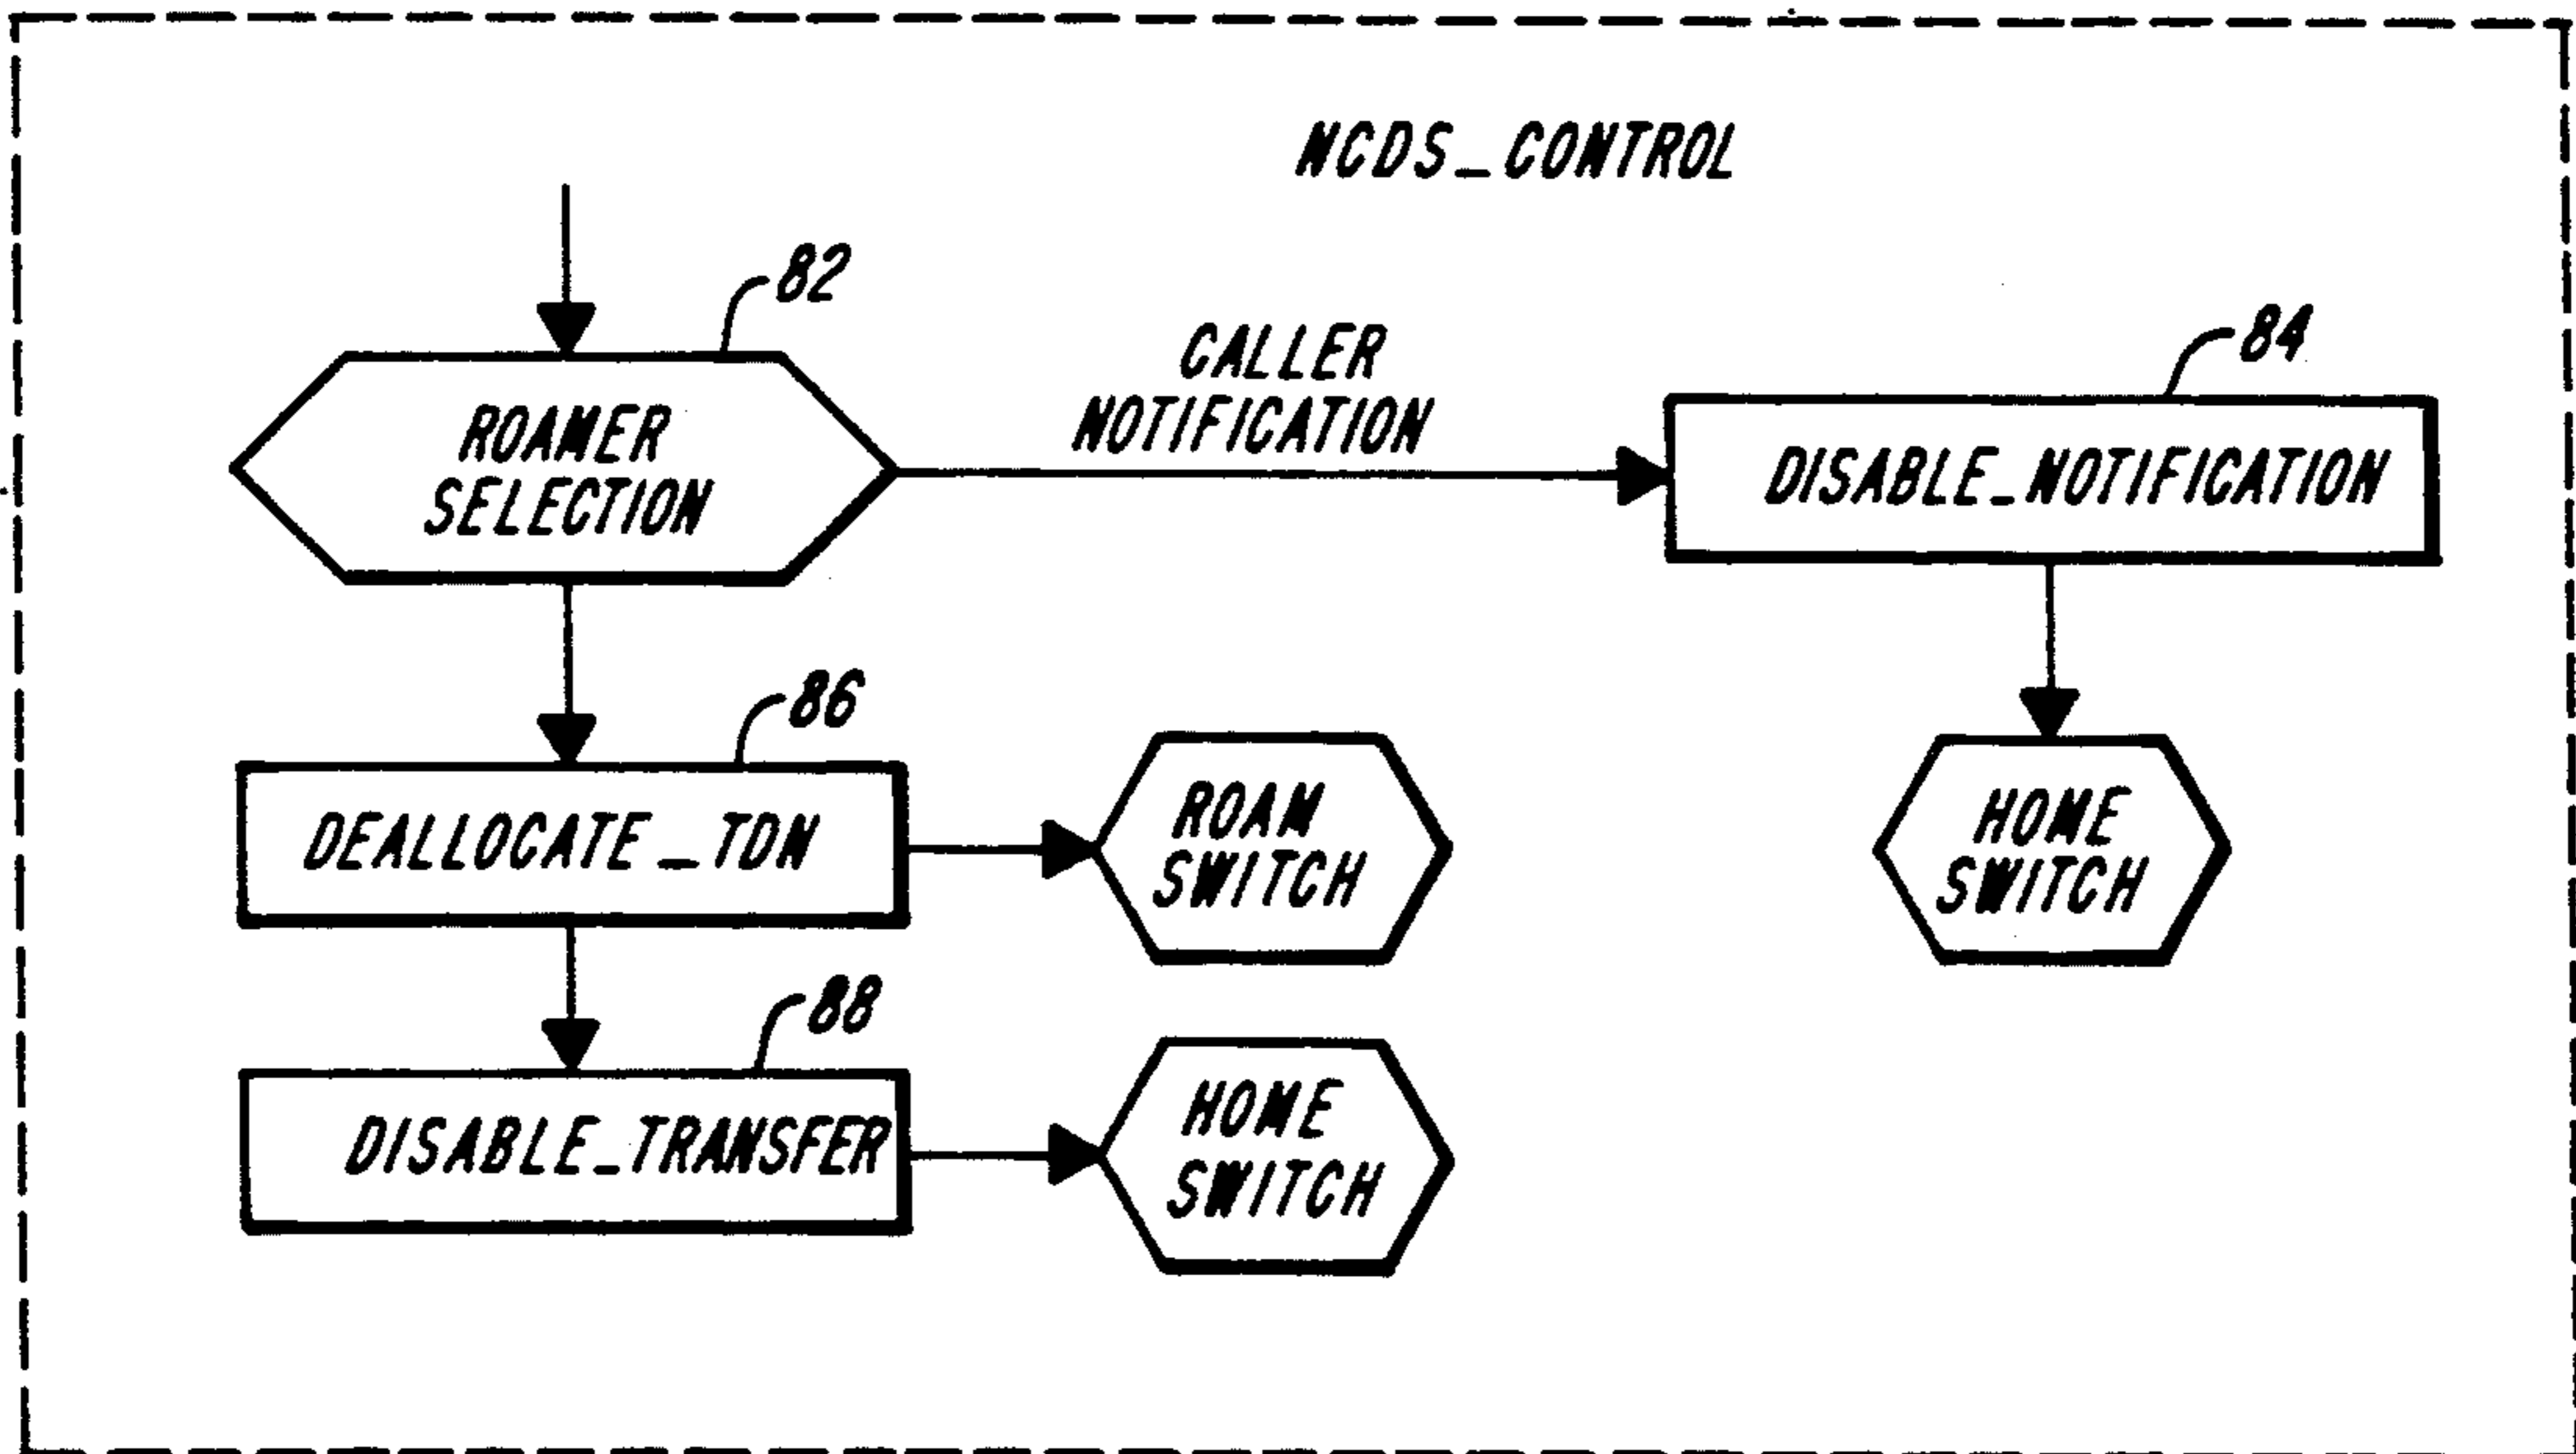 NCDS_CONTROL
82
ROAMER
SELECTION
CALLER
NOTIFICATION
84
DISABLE_NOTIFICATION
86
DEALLOCATE_TDN
ROAM
SWITCH
HOME
SWITCH
88
DISABLE_TRANSFER
HOME
SWITCH